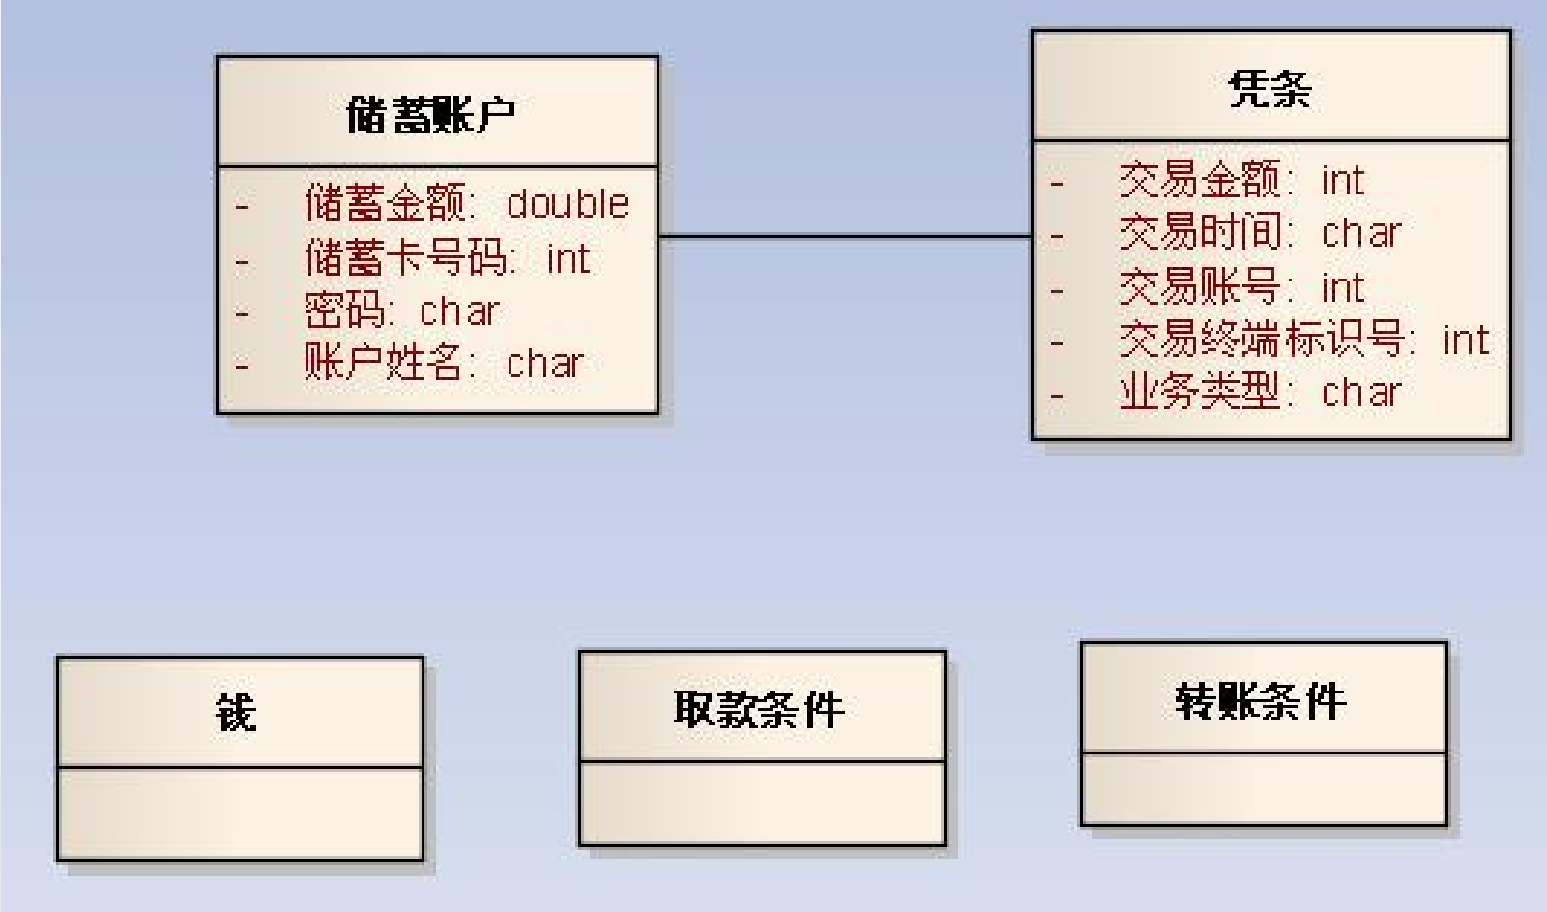 储蓄账户
- 储蓄金额: double
- 储蓄卡号码: int
- 密码: char
- 账户姓名: char
凭条
- 交易金额: int
- 交易时间: char
- 交易账号: int
- 交易终端标识号: int
- 业务类型: char
钱
取款条件
转账条件